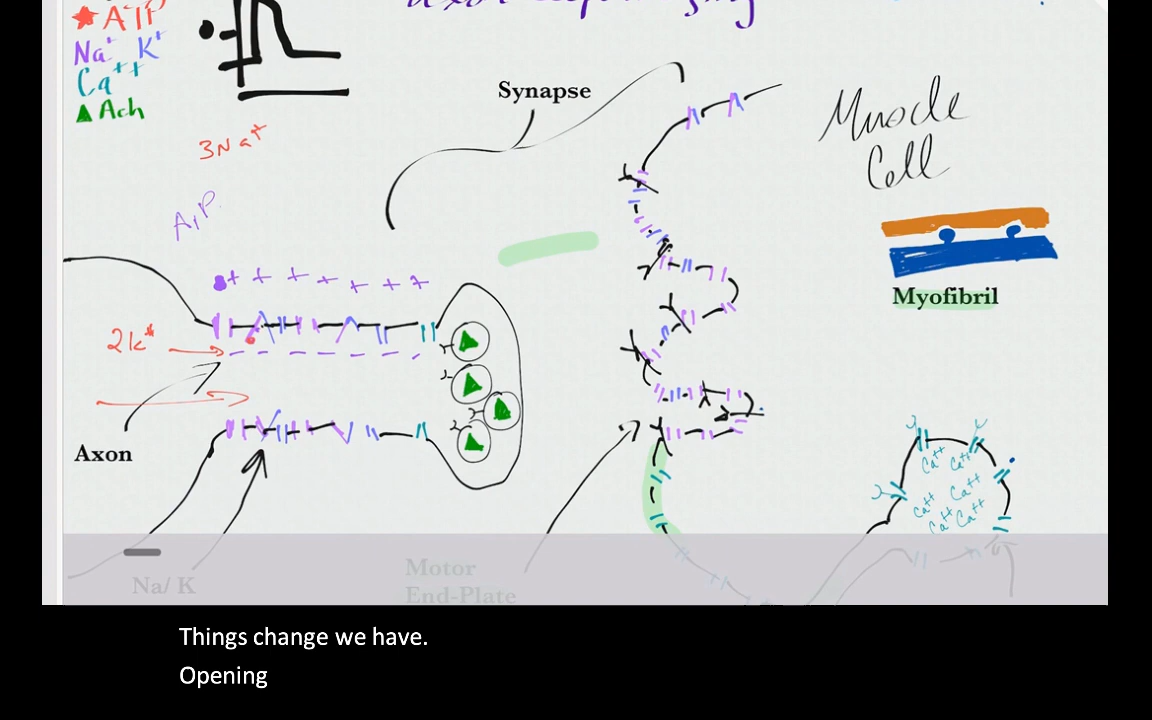 ATP
Na+ K+
Ca++
Ach
3Na+
ATP
Synapse
Muscle
Cell
Myofibril
2K+
Axon
Ca++ Ca++
Ca++ Ca++
Ca++ Ca++
Na/ K
Motor
End-Plate
Things change we have.
Opening